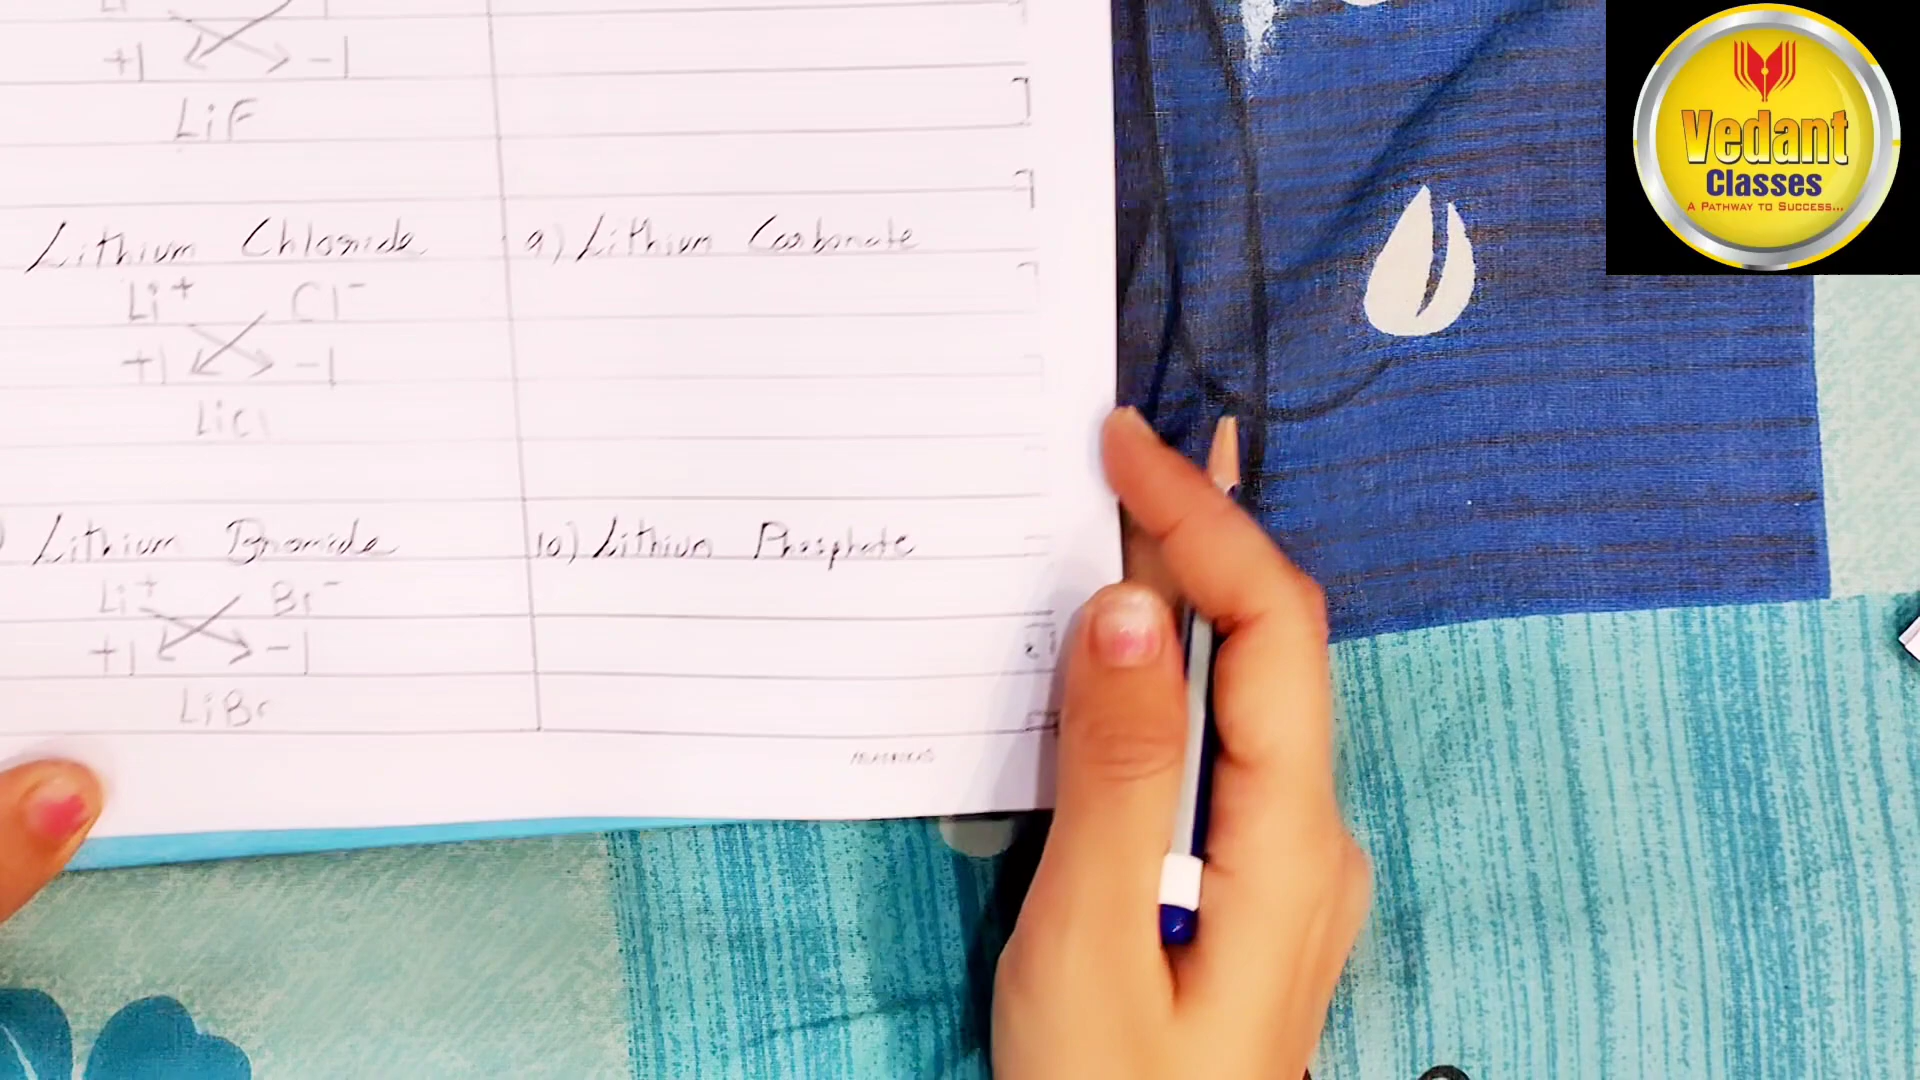 +1 -1
LiF
Lithium Chloride
Li+ Cl-
+1 -1
LiCl
Lithium Bromide
Li+ Br-
+1 -1
LiBr
9) Lithium Carbonate
10) Lithium Phosphate
Vedant
Classes
A Pathway to Success...